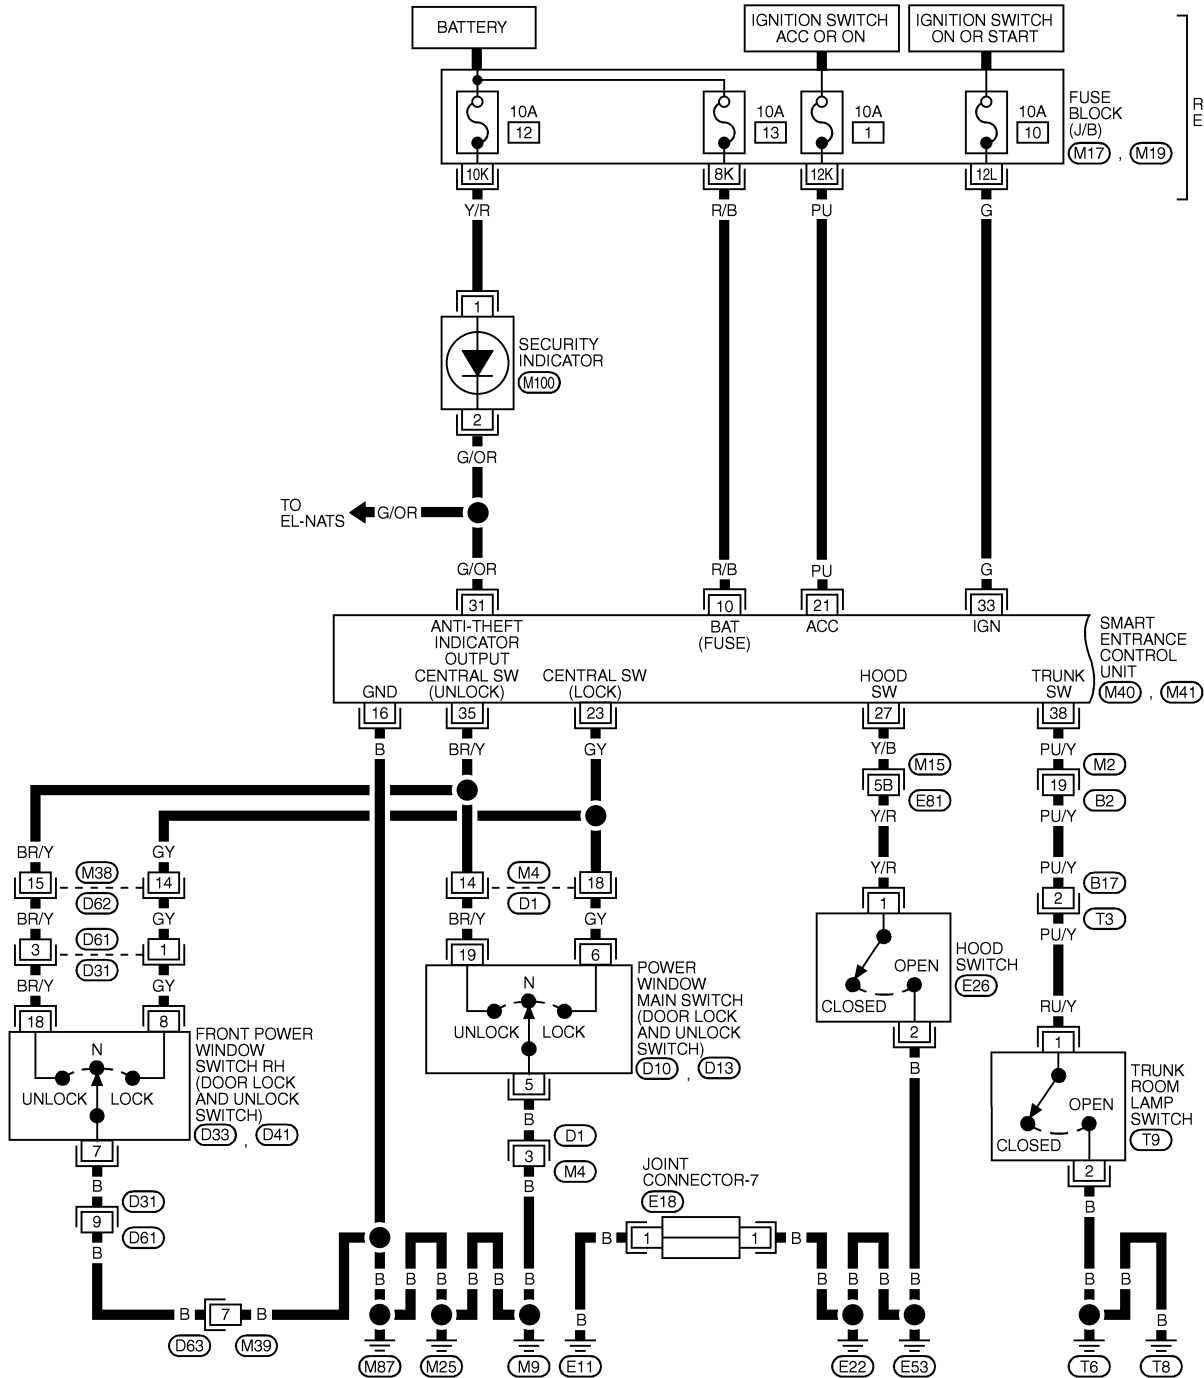 BATTERY
IGNITION SWITCH
ACC OR ON
IGNITION SWITCH
ON OR START
10A
12
10A
13
10A
1
10A
10
FUSE
BLOCK
(J/B)
M17 , M19
R
E
10K
8K
12K
12L
Y/R
R/B
PU
G
1
SECURITY
INDICATOR
M100
2
G/OR
TO
EL-NATS
G/OR
G/OR
R/B
PU
G
31
10
21
33
ANTI-THEFT
INDICATOR
OUTPUT
BAT
(FUSE)
ACC
IGN
SMART
ENTRANCE
CONTROL
UNIT
M40 , M41
GND
CENTRAL SW
(UNLOCK)
CENTRAL SW
(LOCK)
HOOD
SW
TRUNK
SW
16
35
23
27
38
B
BR/Y
GY
Y/B
PU/Y
M15
5B
E81
M2
19
B2
Y/R
PU/Y
BR/Y
GY
Y/R
PU/Y
15
M38
D62
14
14
M4
D1
18
B17
2
T3
BR/Y
GY
BR/Y
GY
PU/Y
3
D61
D31
1
19
6
1
BR/Y
GY
18
8
POWER
WINDOW
MAIN SWITCH
(DOOR LOCK
AND UNLOCK
SWITCH)
D10 , D13
N
UNLOCK
LOCK
5
OPEN
CLOSED
HOOD
SWITCH
E26
2
RU/Y
1
FRONT POWER
WINDOW
SWITCH RH
(DOOR LOCK
AND UNLOCK
SWITCH)
D33 , D41
N
UNLOCK
LOCK
7
B
B
OPEN
CLOSED
TRUNK
ROOM
LAMP
SWITCH
T9
2
D1
3
M4
B
D31
9
D61
B
B
JOINT
CONNECTOR-7
E18
B
1
1
B
B
B
7
B
D63
M39
B
B
B
B
B
B
B
B
B
B
B
B
B
B
M87
M25
M9
E11
E22
E53
T6
T8